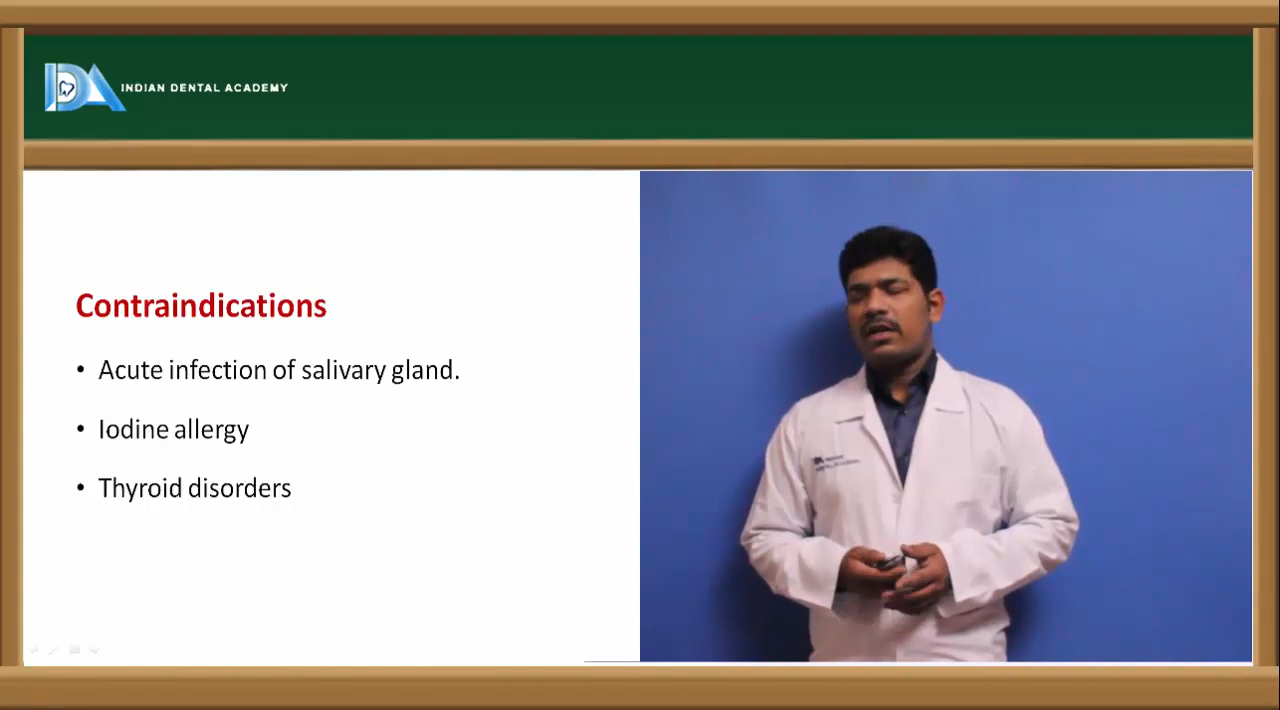 INDIAN DENTAL ACADEMY
Contraindications
• Acute infection of salivary gland.
• Iodine allergy
• Thyroid disorders